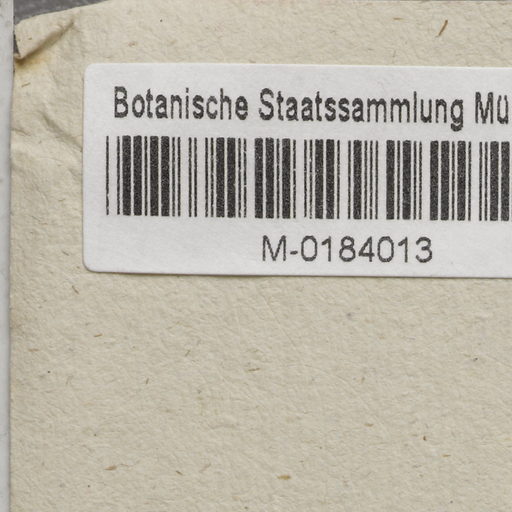 Botanische Staatssammlung Mü
M-0184013